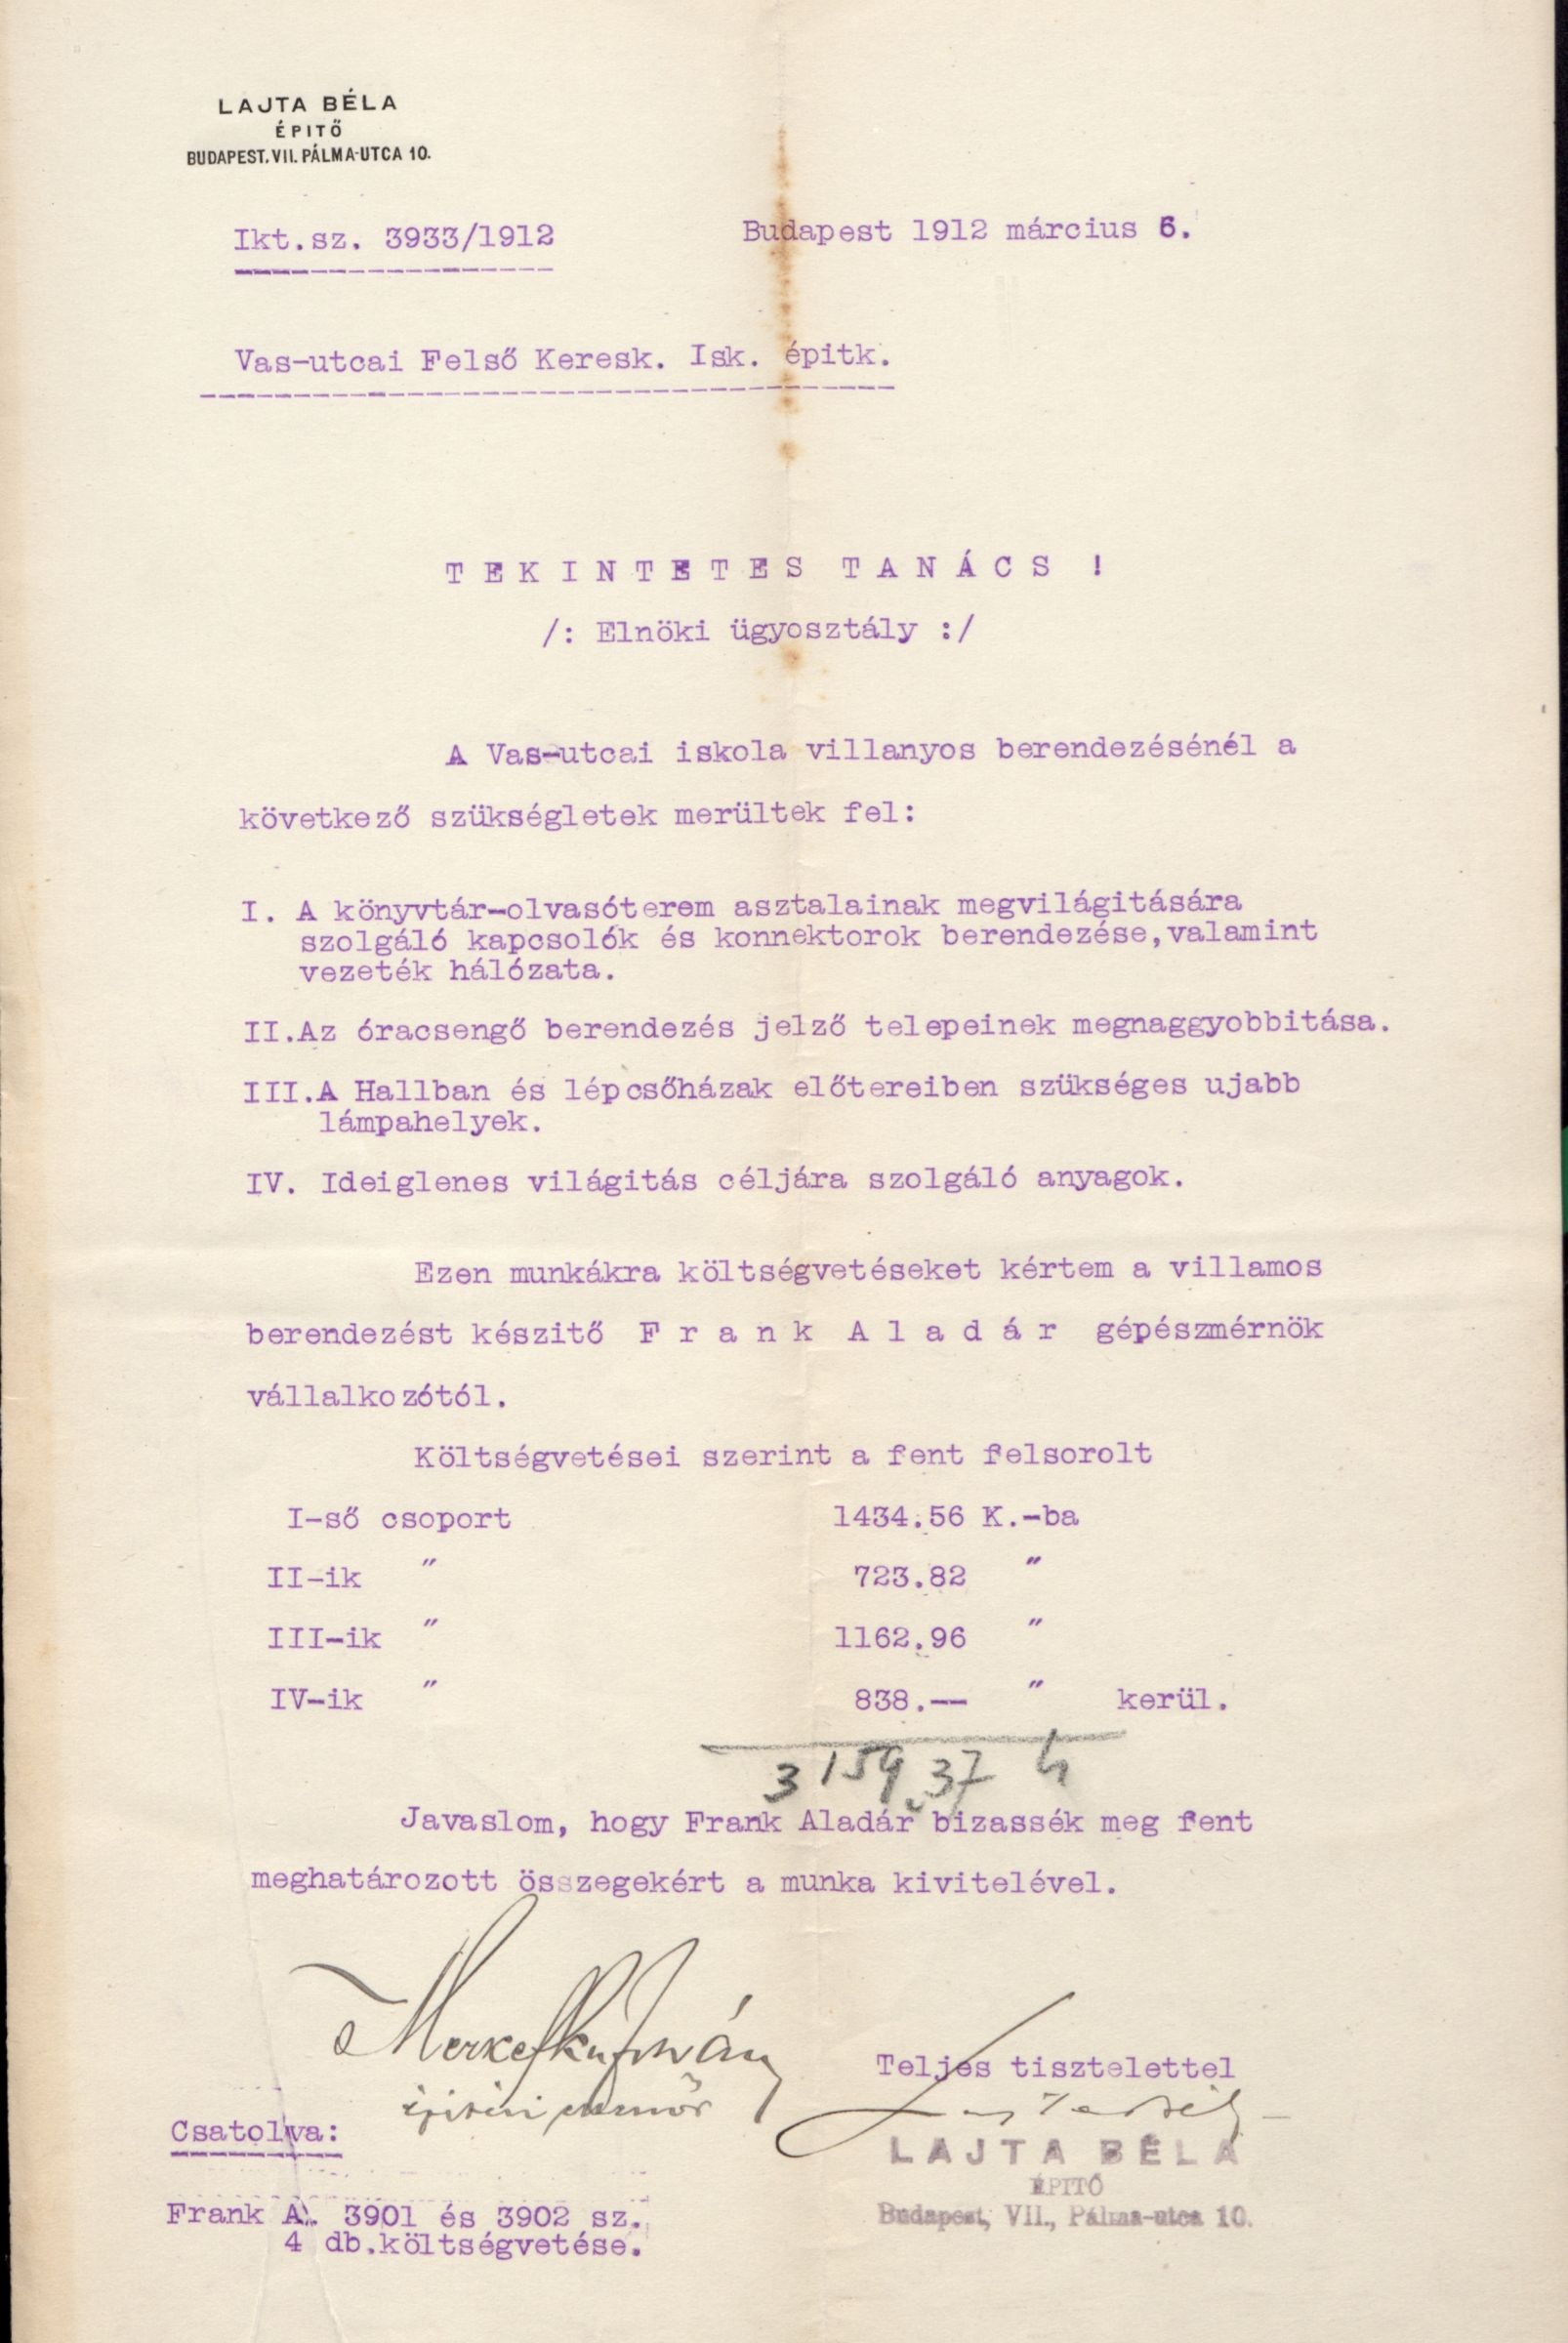 LAJTA BÉLA
ÉPITŐ
BUDAPEST. VII. PÁLMA-UTCA 10.
Ikt.sz. 3933/1912
Budapest 1912 március 6.
Vas-utcai Felső Keresk. Isk. épitk.
TEKINTETES TANÁCS !
/: Elnöki ügyosztály :/
A Vas-utcai iskola villanyos berendezésénél a
következő szükségletek merültek fel:
I. A könyvtár-olvasóterem asztalainak megvilágitására
szolgáló kapcsolók és konnektorok berendezése,valamint
vezeték hálózata.
II.Az óracsengő berendezés jelző telepeinek megnaggyobbitása.
III.A Hallban és lépcsőházak előtereiben szükséges ujabb
lámpahelyek.
IV. Ideiglenes világitás céljára szolgáló anyagok.
Ezen munkákra költségvetéseket kértem a villamos
berendezést készitő Frank Aladár gépészmérnök
vállalkozótól.
Költségvetései szerint a fent felsorolt
I-ső csoport 1434.56 K.-ba
II-ik " 723.82 "
III-ik " 1162.96 "
IV-ik " 838.-- " kerül.
3159.37
Javaslom, hogy Frank Aladár bizassék meg fent
meghatározott összegekért a munka kivitelével.
Teljes tisztelettel
LAJTA BÉLA
ÉPITŐ
Budapest, VII., Pálma-utca 10.
Csatolva:
Frank A. 3901 és 3902 sz.
4 db.költségvetése.